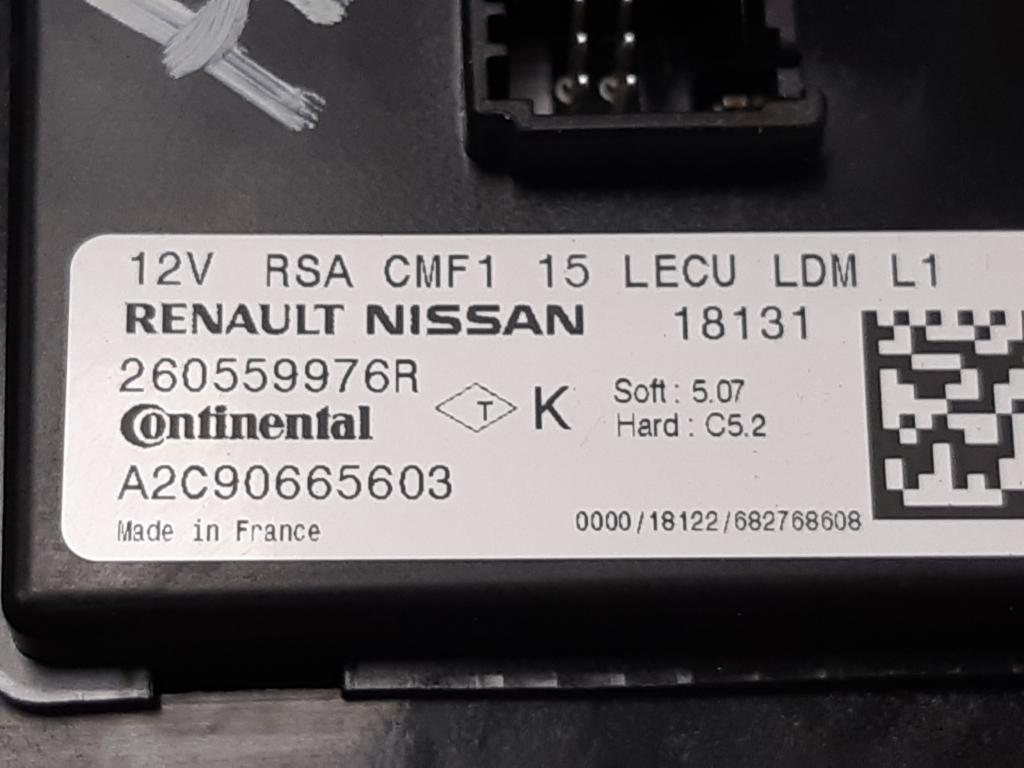 12V RSA CMF1 15 LECU LDM L1
RENAULT NISSAN 18131
260559976R
Continental T K Soft : 5.07
Hard : C5.2
A2C90665603
Made in France 0000/18122/682768608